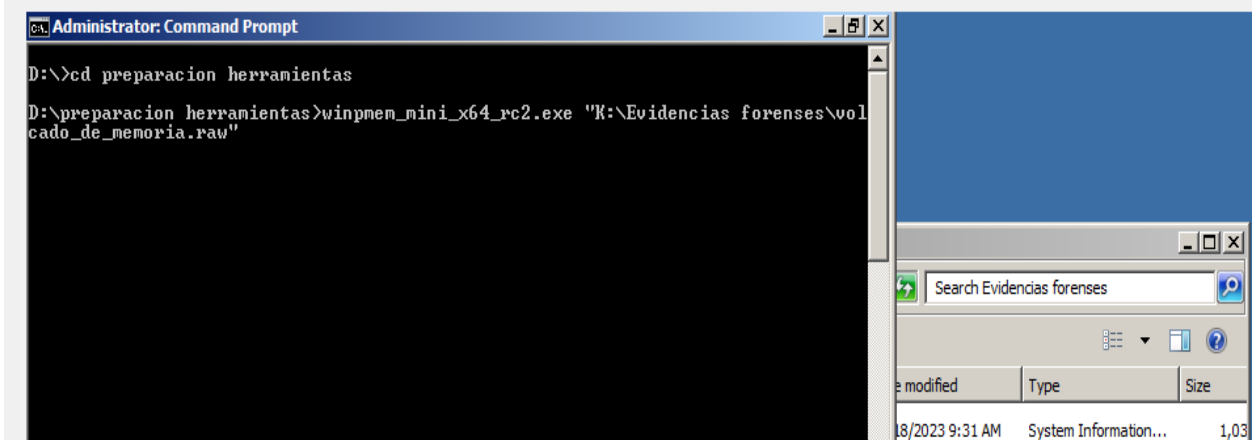 Administrator: Command Prompt
D:\>cd preparacion herramientas
D:\preparacion herramientas>winpmem_mini_x64_rc2.exe "K:\Evidencias forenses\vol
cado_de_memoria.raw"
Search Evidencias forenses
e modified Type Size
18/2023 9:31 AM System Information... 1,03